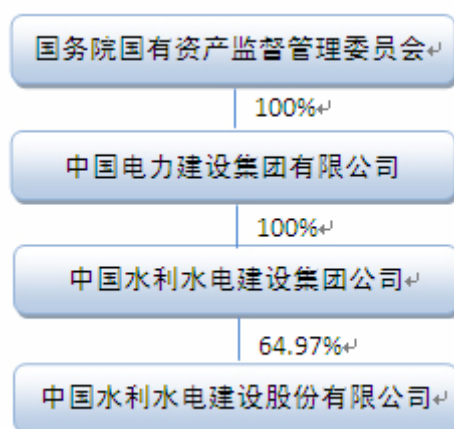 国务院国有资产监督管理委员会↵
100%↵
中国电力建设集团有限公司
100%↵
中国水利水电建设集团公司↵
64.97%↵
中国水利水电建设股份有限公司↵